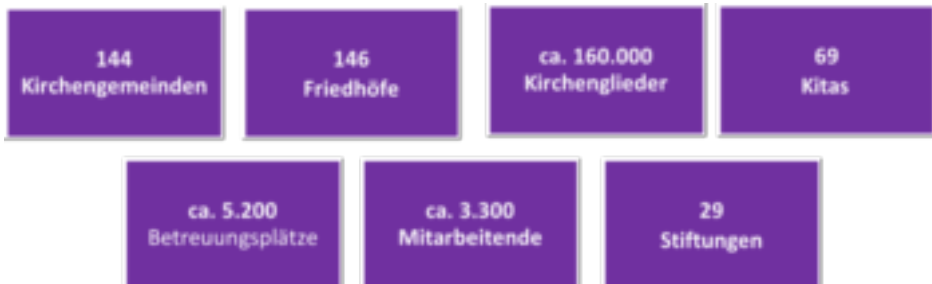 144
Kirchengemeinden
146
Friedhöfe
ca. 160.000
Kirchenglieder
69
Kitas
ca. 5.200
Betreuungsplätze
ca. 3.300
Mitarbeitende
29
Stiftungen